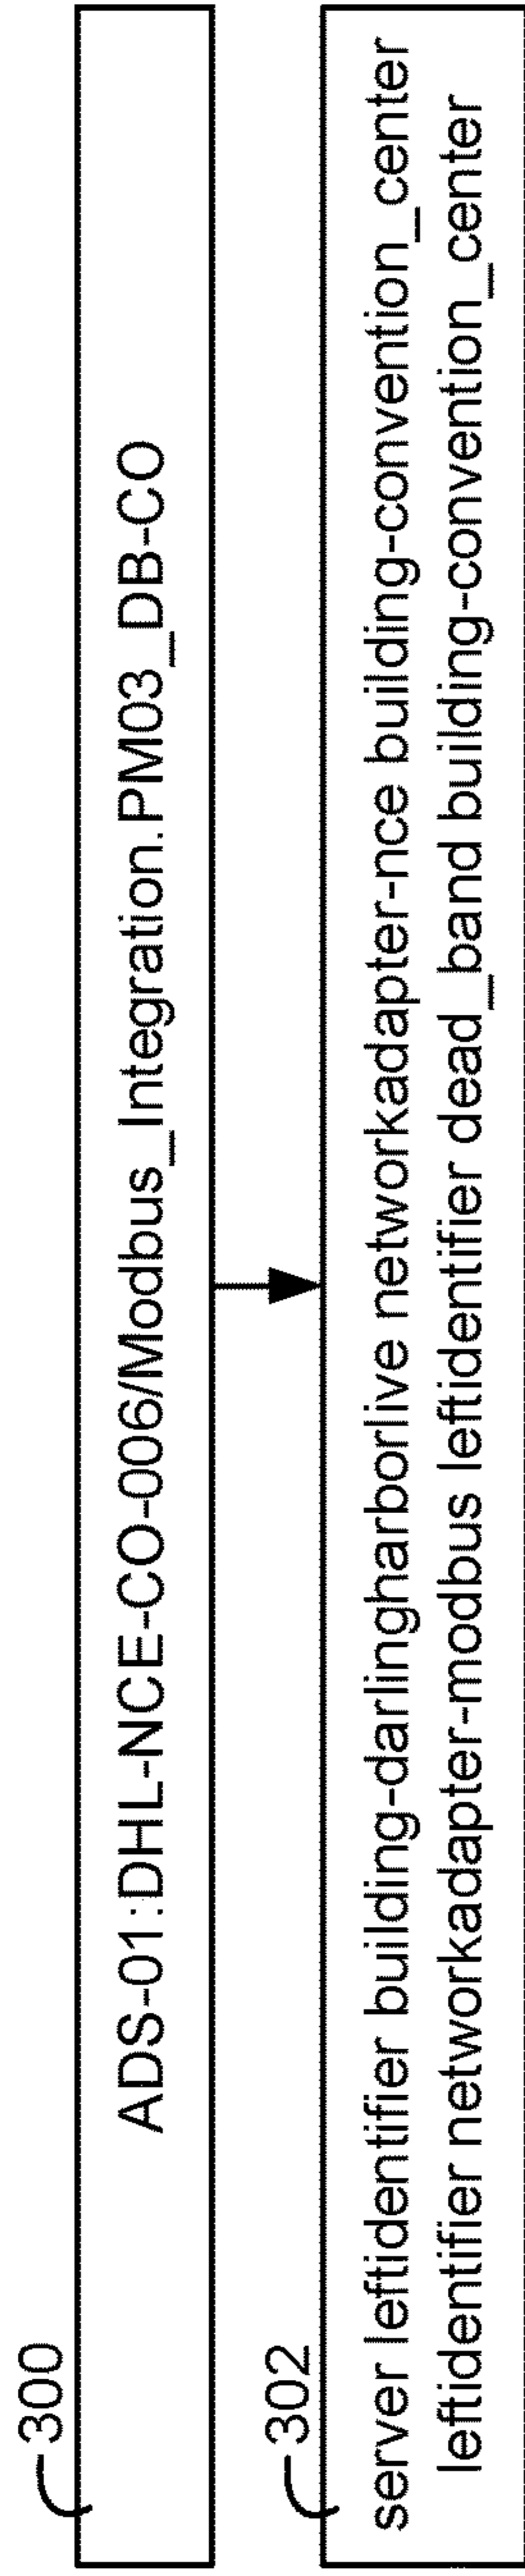 300
ADS-01:DHL-NCE-CO-006/Modbus_Integration.PM03_DB-CO
302
server leftidentifier building-darlingharborlive networkadapter-nce building-convention_center
leftidentifier networkadapter-modbus leftidentifier dead_band building-convention_center